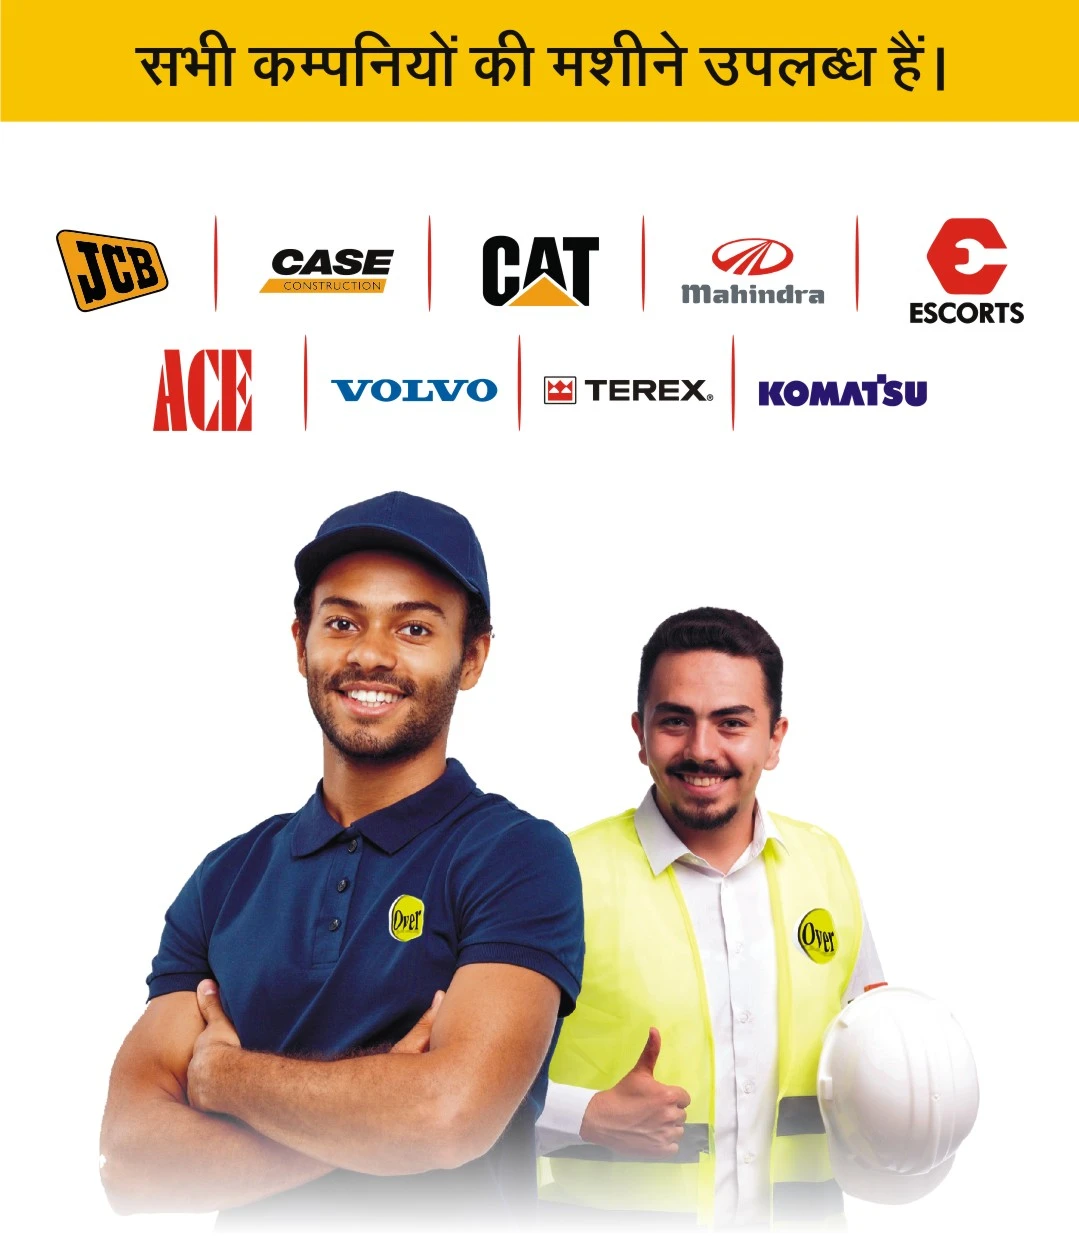 सभी कम्पनियों की मशीने उपलब्ध हैं।
JCB
CASE
CONSTRUCTION
CAT
Mahindra
ESCORTS
ACE
VOLVO
TEREX®
KOMATSU
Over
Over